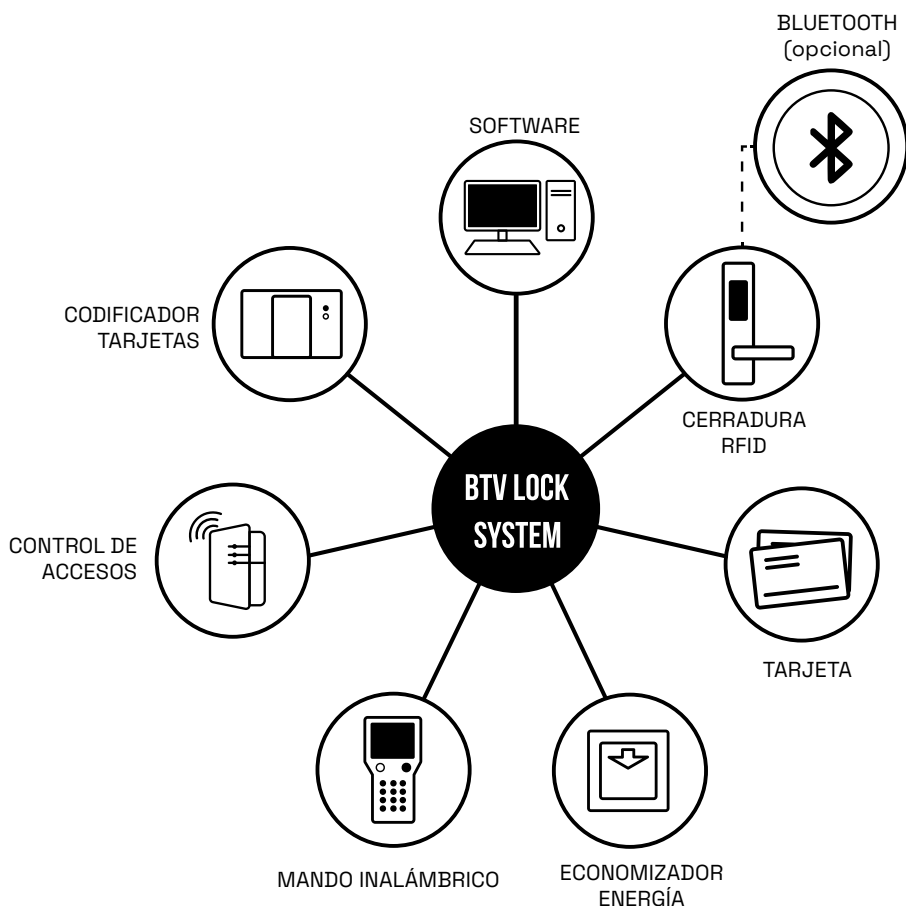 BLUETOOTH
(opcional)
SOFTWARE
CODIFICADOR
TARJETAS
CERRADURA
RFID
BTV LOCK
SYSTEM
CONTROL DE
ACCESOS
TARJETA
MANDO INALÁMBRICO
ECONOMIZADOR
ENERGÍA